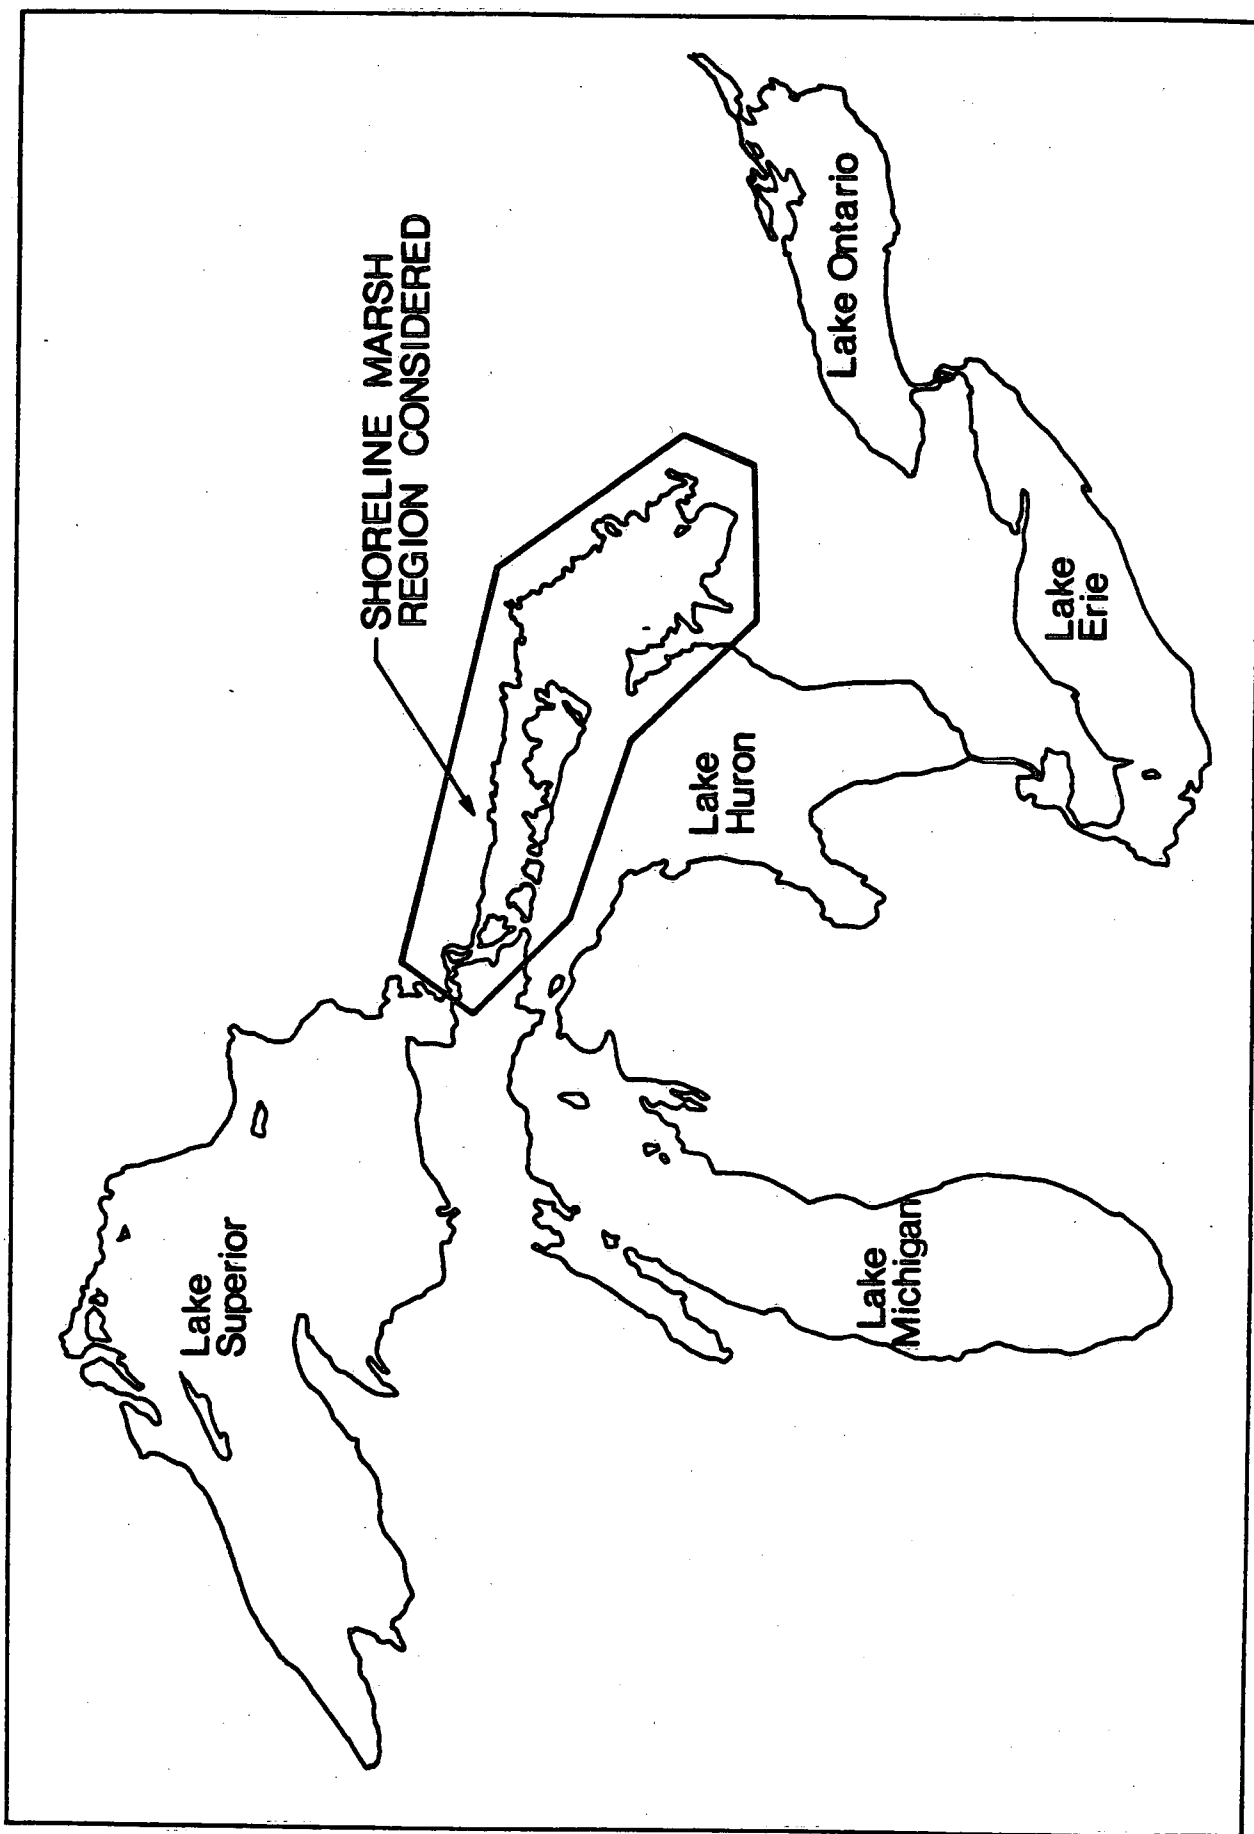 SHORELINE MARSH
REGION CONSIDERED
Lake
Superior
Lake
Huron
Lake Ontario
Lake
Michigan
Lake
Erie